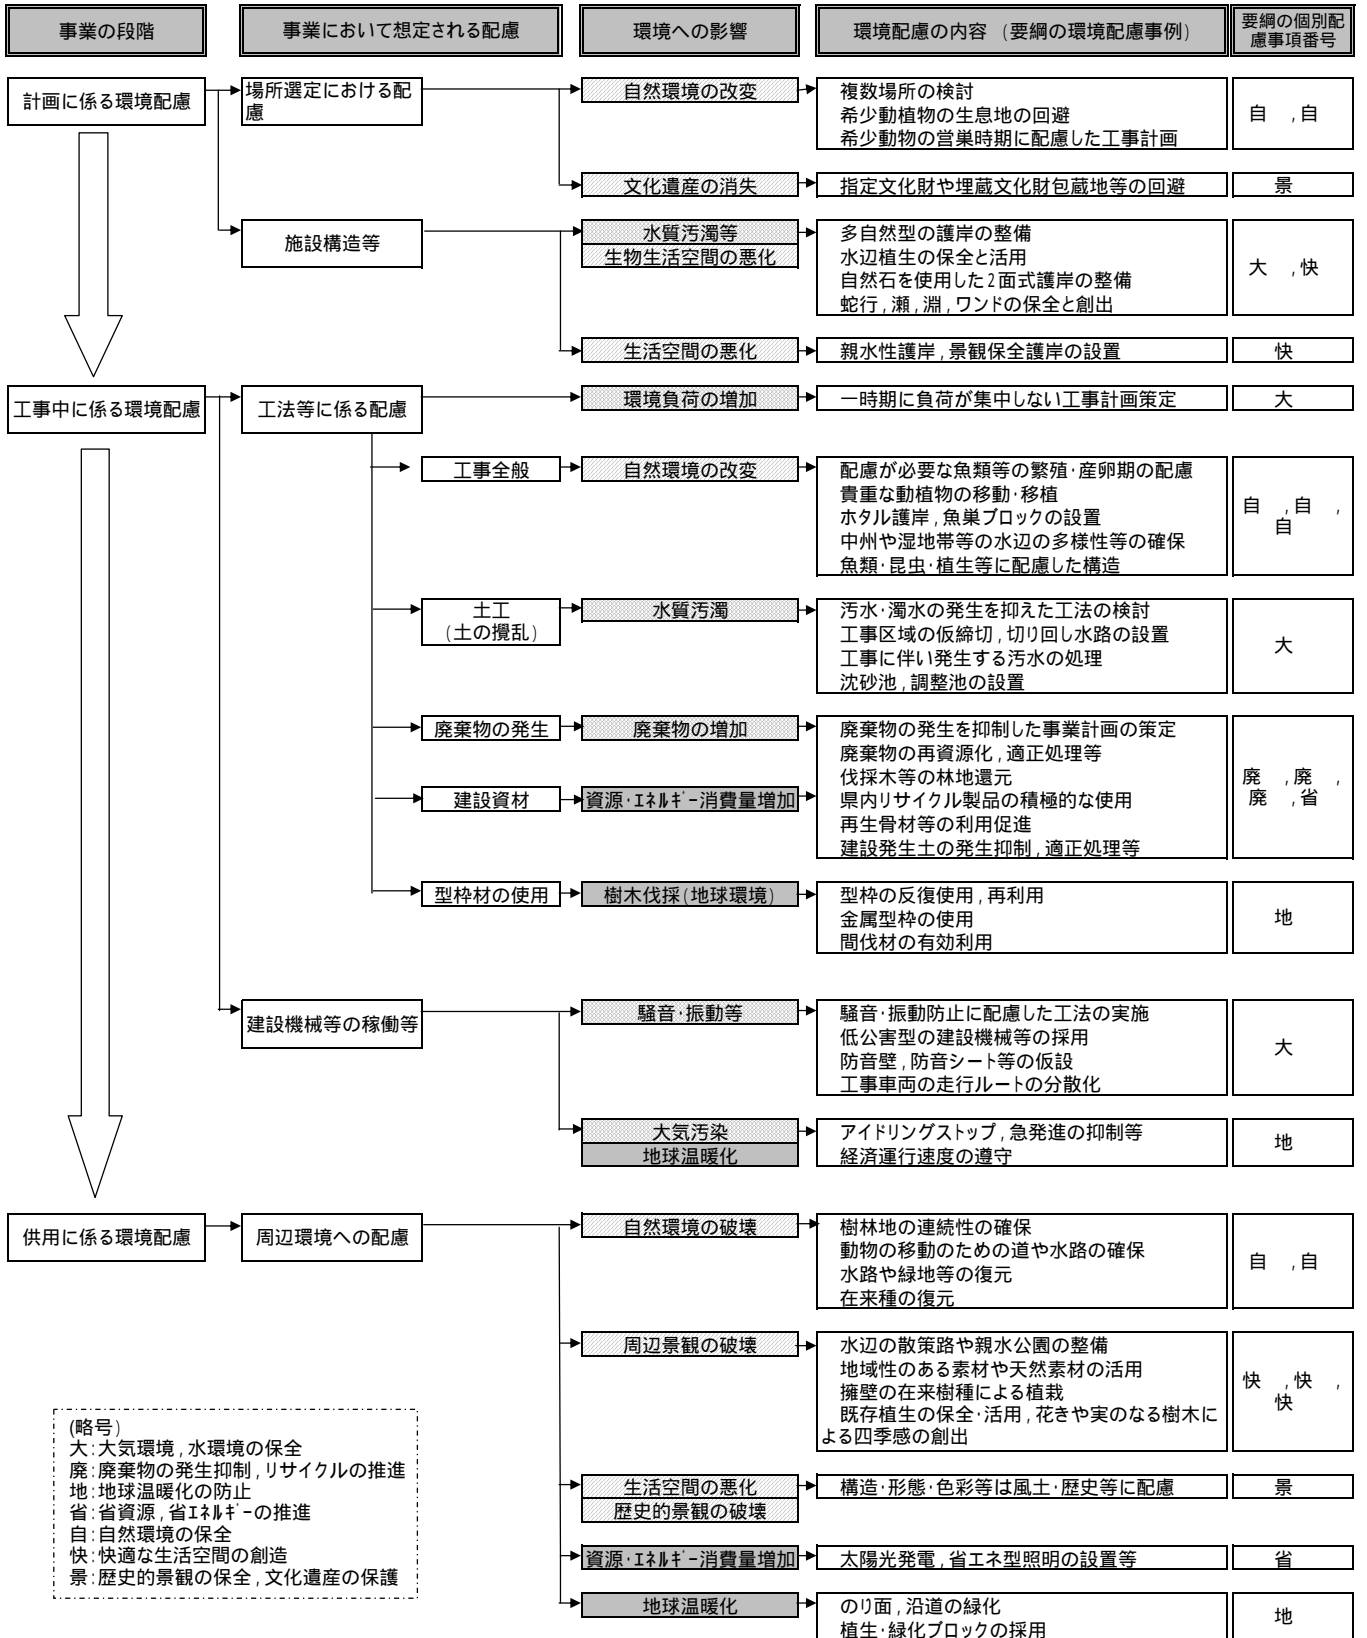 事業の段階
事業において想定される配慮
環境への影響
環境配慮の内容 (要綱の環境配慮事例)
要綱の個別配
慮事項番号
計画に係る環境配慮
場所選定における配
慮
自然環境の改変
複数場所の検討
希少動植物の生息地の回避
希少動物の営巣時期に配慮した工事計画
自 ,自
文化遺産の消失
指定文化財や埋蔵文化財包蔵地等の回避
景
施設構造等
水質汚濁等
生物生活空間の悪化
多自然型の護岸の整備
水辺植生の保全と活用
自然石を使用した2面式護岸の整備
蛇行,瀬,淵,ワンドの保全と創出
大 ,快
生活空間の悪化
親水性護岸,景観保全護岸の設置
快
工事中に係る環境配慮
工法等に係る配慮
環境負荷の増加
一時期に負荷が集中しない工事計画策定
大
工事全般
自然環境の改変
配慮が必要な魚類等の繁殖・産卵期の配慮
貴重な動植物の移動・移植
ホタル護岸,魚巣ブロックの設置
中州や湿地帯等の水辺の多様性等の確保
魚類・昆虫・植生等に配慮した構造
自 ,自 ,
自
土工
(土の攪乱)
水質汚濁
汚水・濁水の発生を抑えた工法の検討
工事区域の仮締切,切り回し水路の設置
工事に伴い発生する汚水の処理
沈砂池,調整池の設置
大
廃棄物の発生
廃棄物の増加
廃棄物の発生を抑制した事業計画の策定
廃棄物の再資源化,適正処理等
伐採木等の林地還元
建設資材
資源・エネルギー消費量増加
県内リサイクル製品の積極的な使用
再生骨材等の利用促進
建設発生土の発生抑制,適正処理等
廃 ,廃 ,
廃 ,省
型枠材の使用
樹木伐採(地球環境)
型枠の反復使用,再利用
金属型枠の使用
間伐材の有効利用
地
建設機械等の稼働等
騒音・振動等
騒音・振動防止に配慮した工法の実施
低公害型の建設機械等の採用
防音壁,防音シート等の仮設
工事車両の走行ルートの分散化
大
大気汚染
地球温暖化
アイドリングストップ,急発進の抑制等
経済運行速度の遵守
地
供用に係る環境配慮
周辺環境への配慮
自然環境の破壊
樹林地の連続性の確保
動物の移動のための道や水路の確保
水路や緑地等の復元
在来種の復元
自 ,自
周辺景観の破壊
水辺の散策路や親水公園の整備
地域性のある素材や天然素材の活用
擁壁の在来樹種による植栽
既存植生の保全・活用,花きや実のなる樹木に
よる四季感の創出
快 ,快 ,
快
生活空間の悪化
歴史的景観の破壊
構造・形態・色彩等は風土・歴史等に配慮
景
資源・エネルギー消費量増加
太陽光発電,省エネ型照明の設置等
省
地球温暖化
のり面,沿道の緑化
植生・緑化ブロックの採用
地
(略号)
大:大気環境,水環境の保全
廃:廃棄物の発生抑制,リサイクルの推進
地:地球温暖化の防止
省:省資源,省エネルギーの推進
自:自然環境の保全
快:快適な生活空間の創造
景:歴史的景観の保全,文化遺産の保護